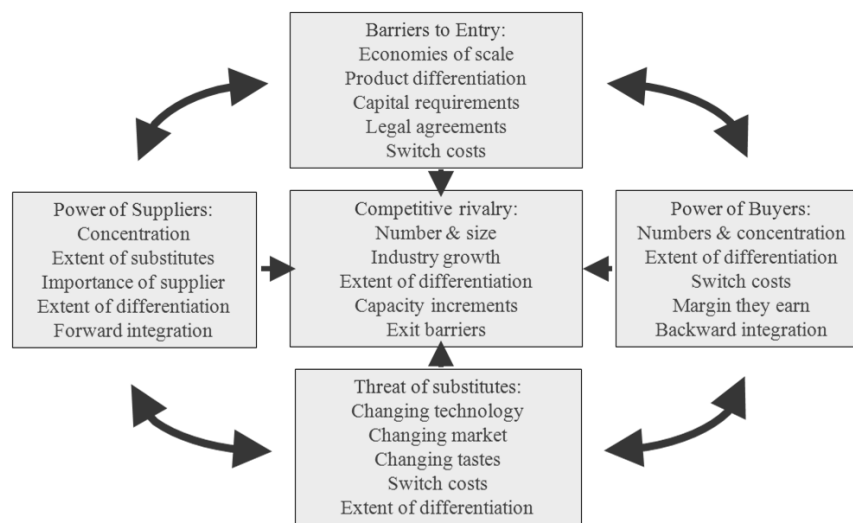 Barriers to Entry:
Economies of scale
Product differentiation
Capital requirements
Legal agreements
Switch costs
Power of Suppliers:
Concentration
Extent of substitutes
Importance of supplier
Extent of differentiation
Forward integration
Competitive rivalry:
Number & size
Industry growth
Extent of differentiation
Capacity increments
Exit barriers
Power of Buyers:
Numbers & concentration
Extent of differentiation
Switch costs
Margin they earn
Backward integration
Threat of substitutes:
Changing technology
Changing market
Changing tastes
Switch costs
Extent of differentiation